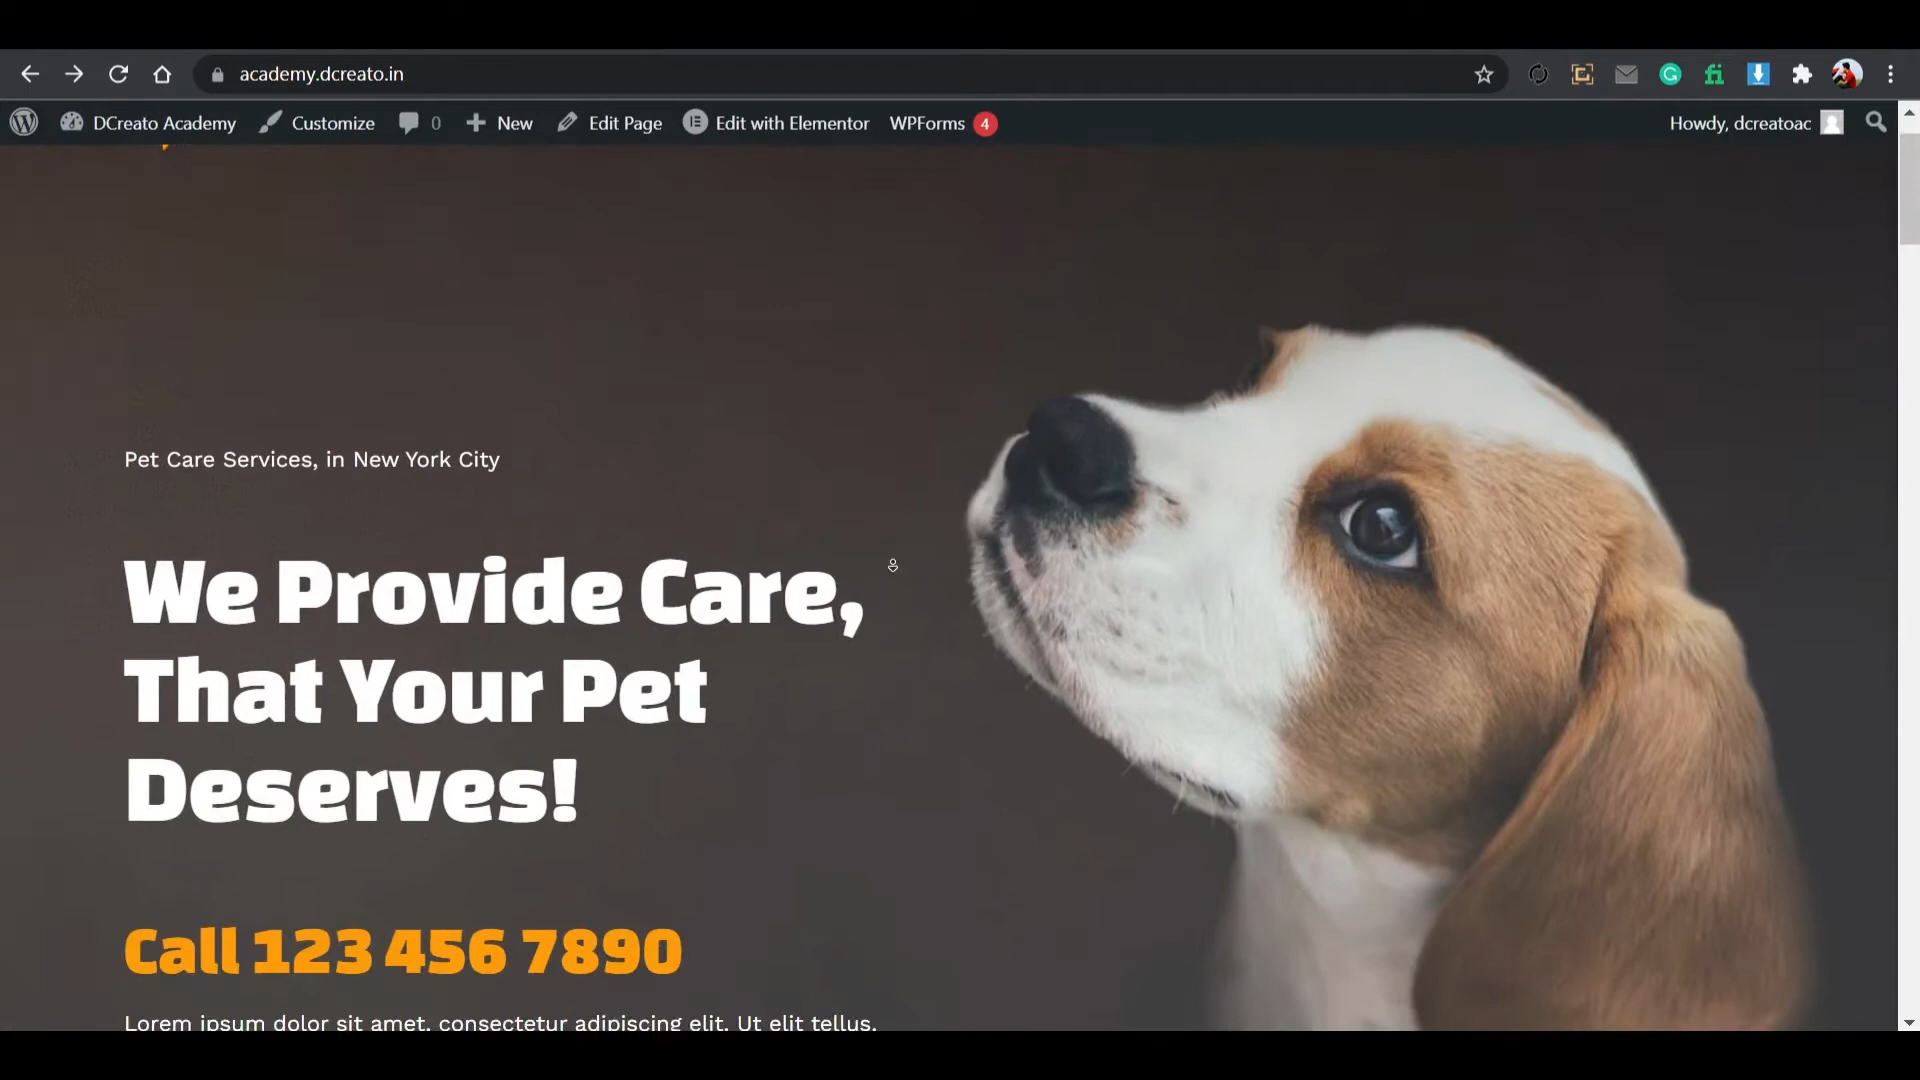 academy.dcreato.in
DCreato Academy Customize 0 New Edit Page Edit with Elementor WPForms 4 Howdy, dcreatoac
Pet Care Services, in New York City
We Provide Care,
That Your Pet
Deserves!
Call 123 456 7890
Lorem ipsum dolor sit amet, consectetur adipiscing elit. Ut elit tellus,